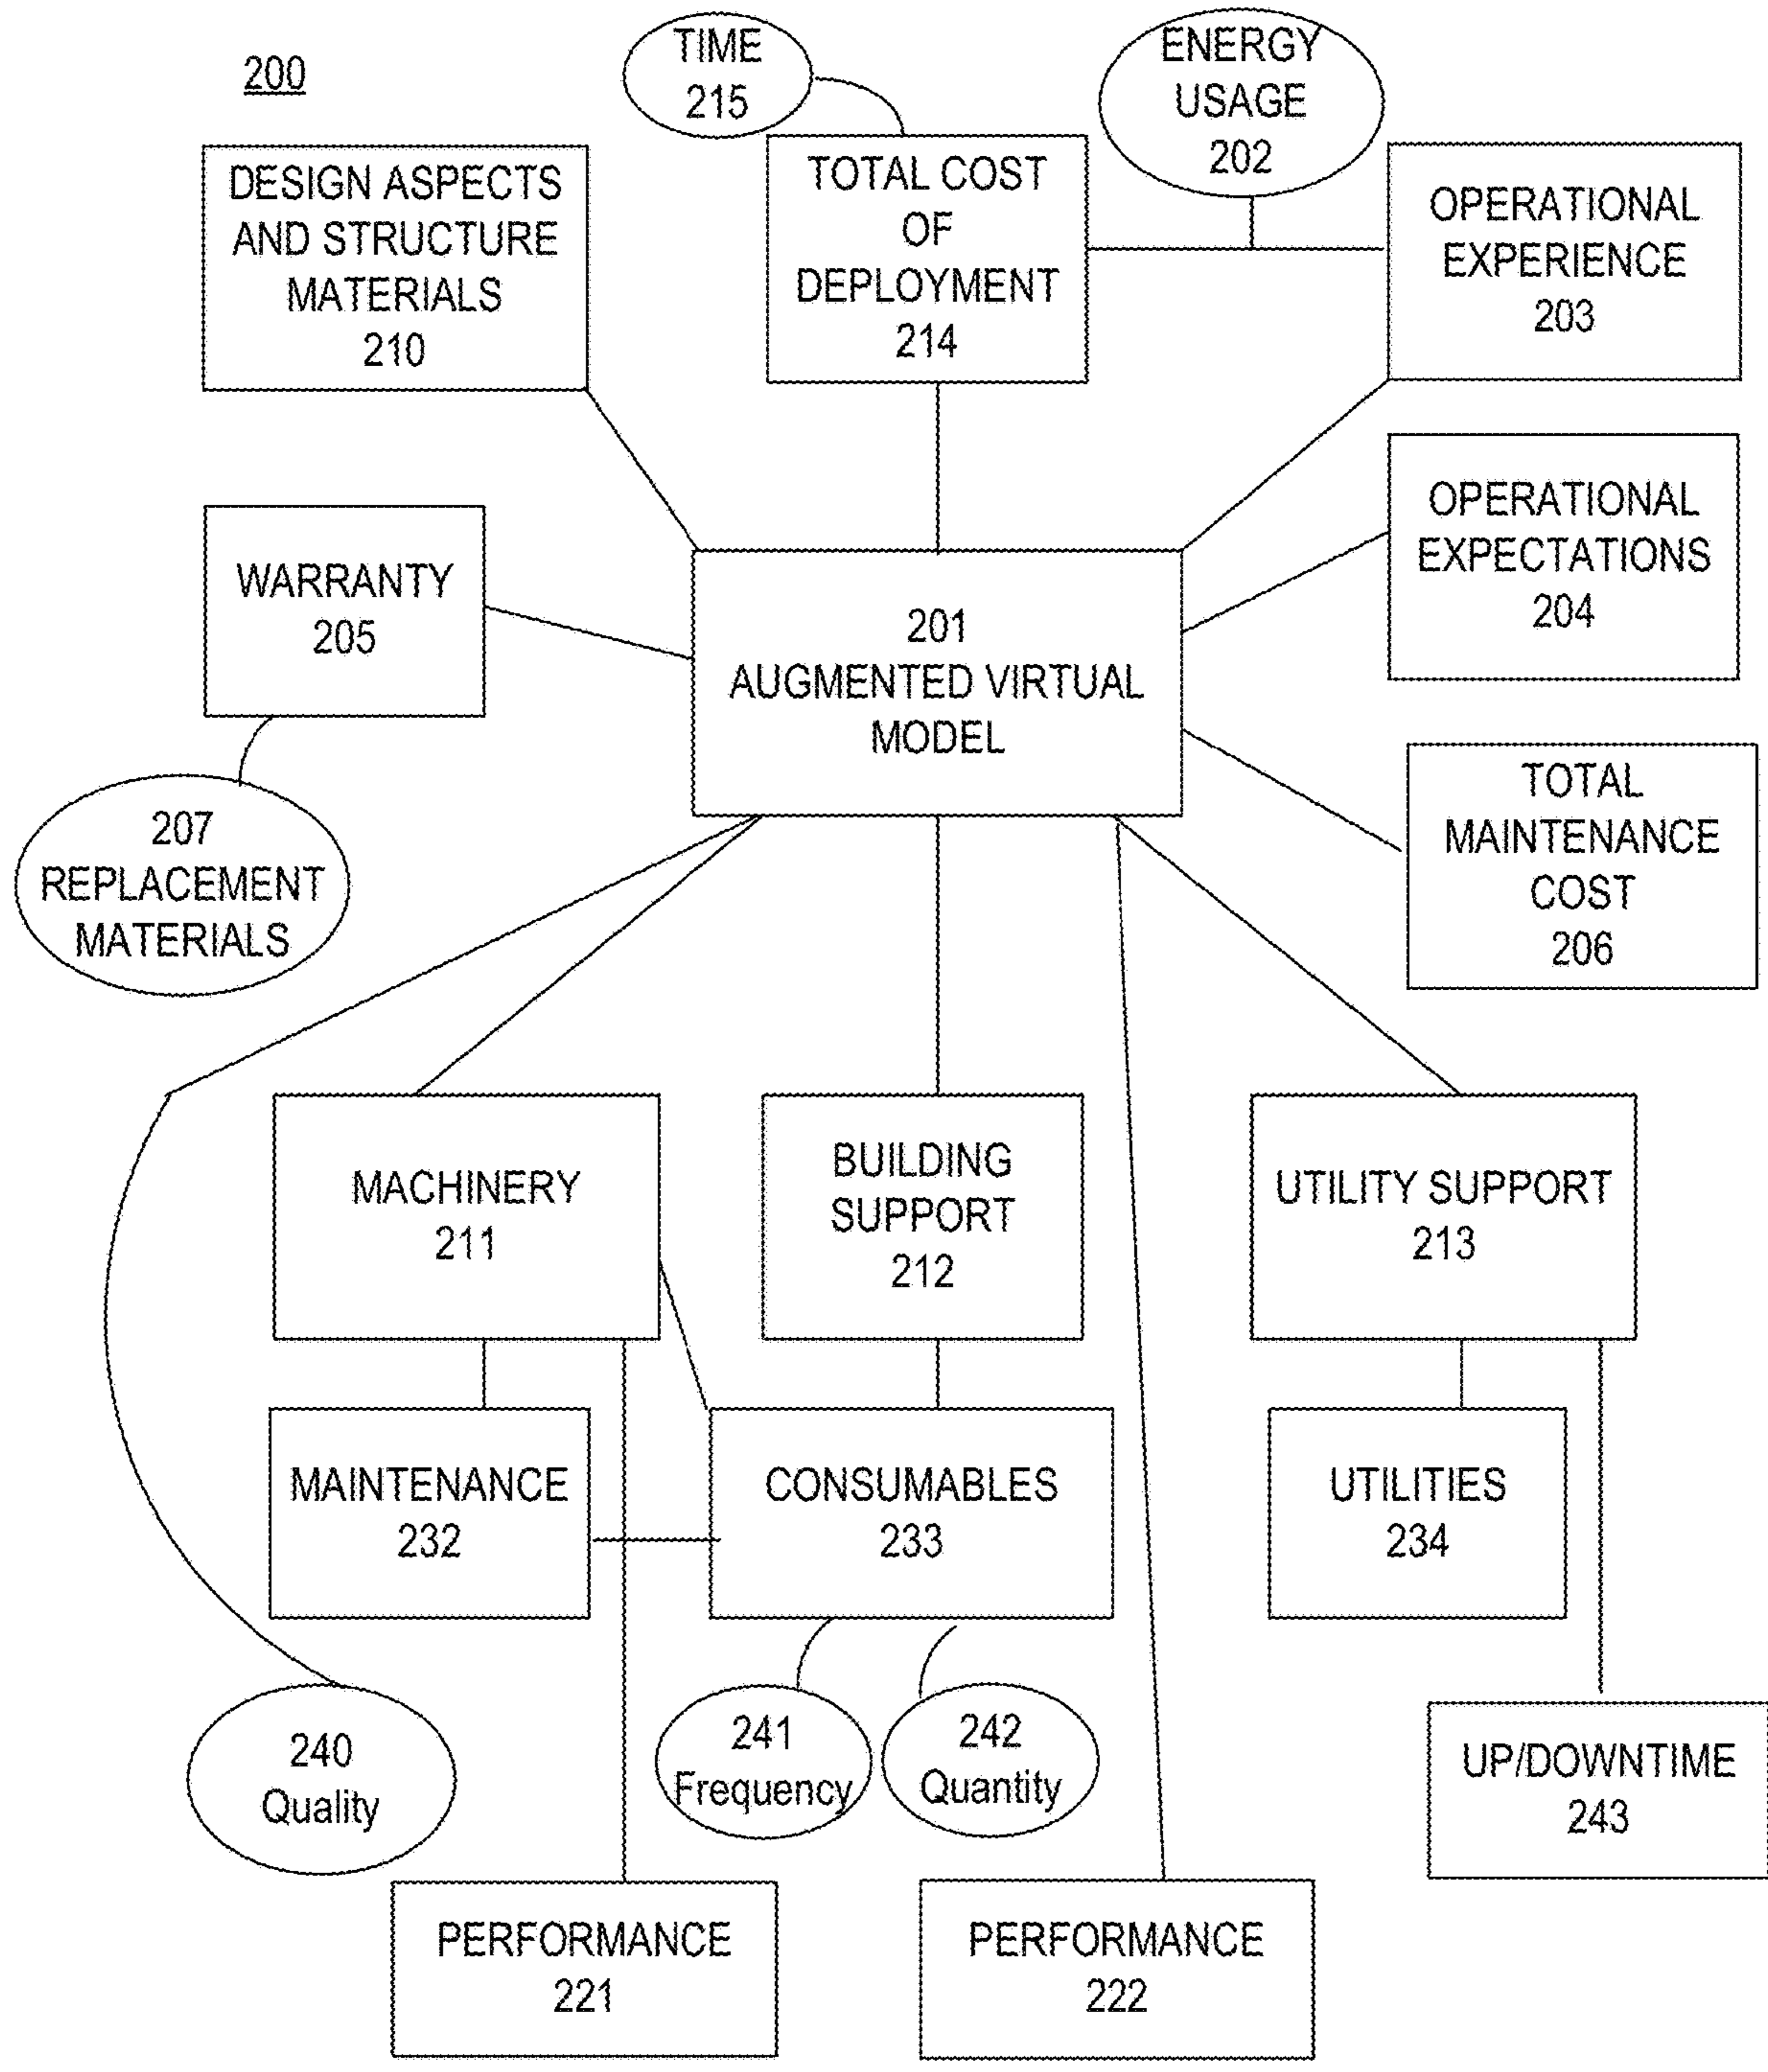 200
TIME
215
ENERGY
USAGE
202
DESIGN ASPECTS
AND STRUCTURE
MATERIALS
210
TOTAL COST
OF
DEPLOYMENT
214
OPERATIONAL
EXPERIENCE
203
WARRANTY
205
201
AUGMENTED VIRTUAL
MODEL
OPERATIONAL
EXPECTATIONS
204
207
REPLACEMENT
MATERIALS
TOTAL
MAINTENANCE
COST
206
MACHINERY
211
BUILDING
SUPPORT
212
UTILITY SUPPORT
213
MAINTENANCE
232
CONSUMABLES
233
UTILITIES
234
240
Quality
241
Frequency
242
Quantity
UP/DOWNTIME
243
PERFORMANCE
221
PERFORMANCE
222